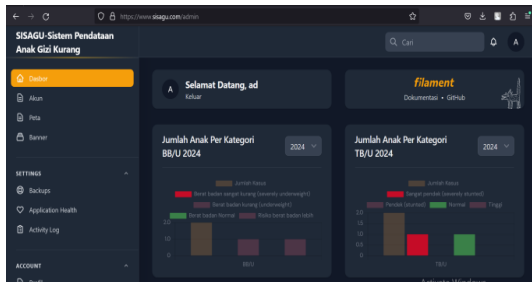 https://www.sisagu.com/admin
SISAGU-Sistem Pendataan
Anak Gizi Kurang
Cari
A
Dasbor
Akun
Peta
Banner
SETTINGS
Backups
Application Health
Activity Log
ACCOUNT
A
Selamat Datang, ad
Keluar
filament
Dokumentasi • GitHub
Jumlah Anak Per Kategori
BB/U 2024
2024
Jumlah Kasus
Berat badan sangat kurang (severely underweight)
Berat badan kurang (underweight)
Berat badan Normal
Risiko berat badan lebih
2.0
1.0
0
BB/U
Jumlah Anak Per Kategori
TB/U 2024
2024
Jumlah Kasus
Sangat pendek (severely stunted)
Pendek (stunted)
Normal
Tinggi
2.0
1.5
1.0
0.5
0
TB/U